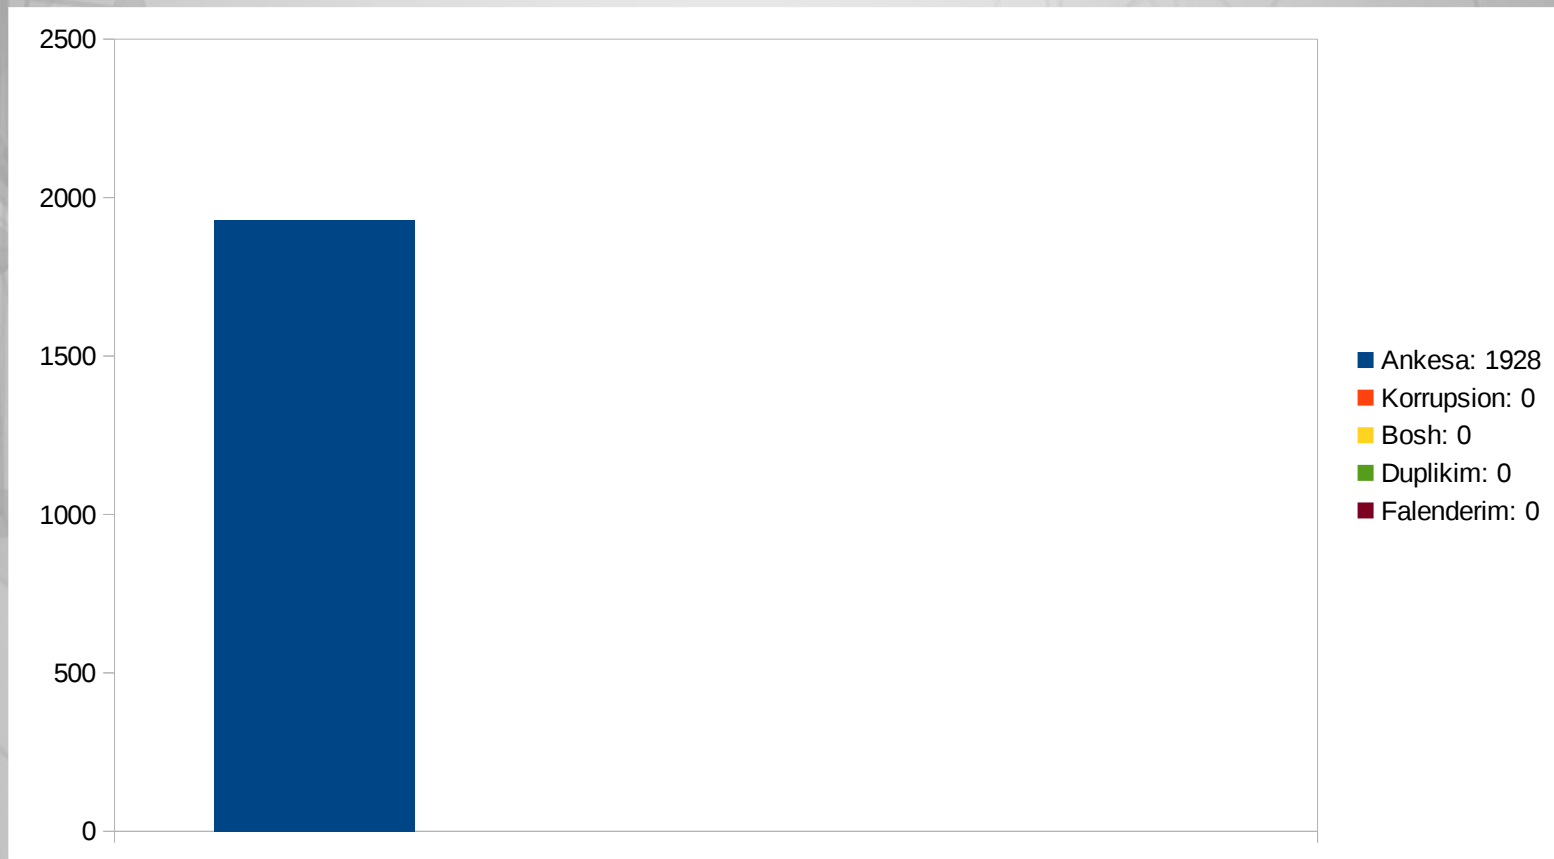 2500
2000
1500
1000
500
0
Ankesa: 1928
Korrupsion: 0
Bosh: 0
Duplikim: 0
Falenderim: 0